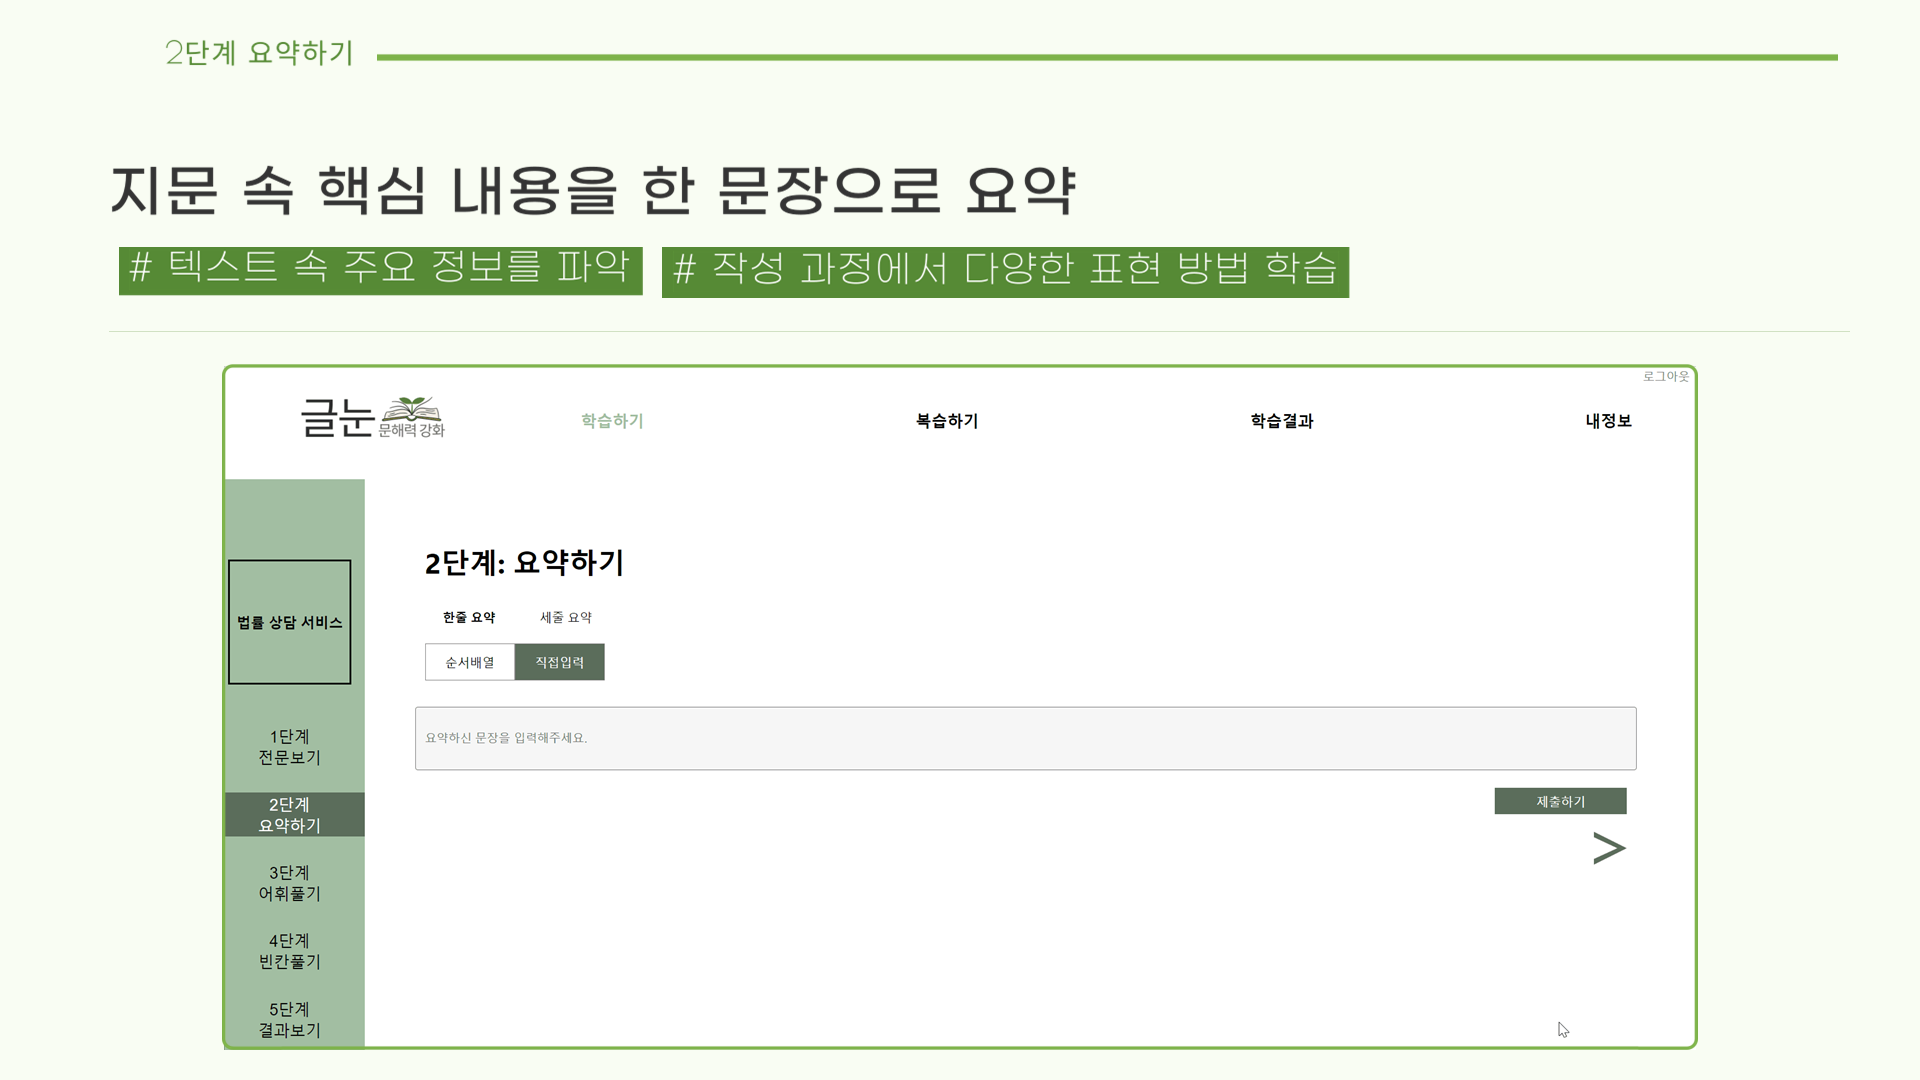 2단계 요약하기
지문 속 핵심 내용을 한 문장으로 요약
# 텍스트 속 주요 정보를 파악
# 작성 과정에서 다양한 표현 방법 학습
로그아웃
글눈 문해력 강화
학습하기
복습하기
학습결과
내정보
법률 상담 서비스
1단계
전문보기
2단계
요약하기
3단계
어휘풀기
4단계
빈칸풀기
5단계
결과보기
2단계: 요약하기
한줄 요약
세줄 요약
순서배열
직접입력
요약하신 문장을 입력해주세요.
제출하기
>